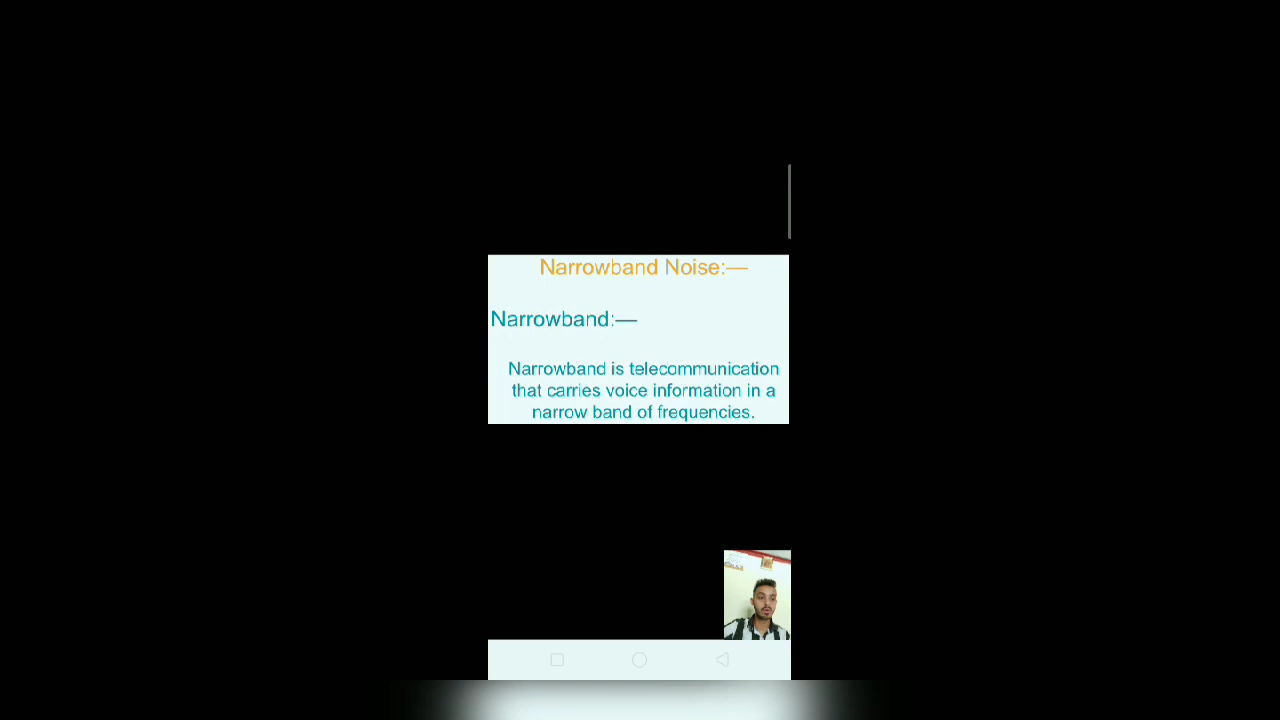 Narrowband Noise:—
Narrowband:—
Narrowband is telecommunication
that carries voice information in a
narrow band of frequencies.